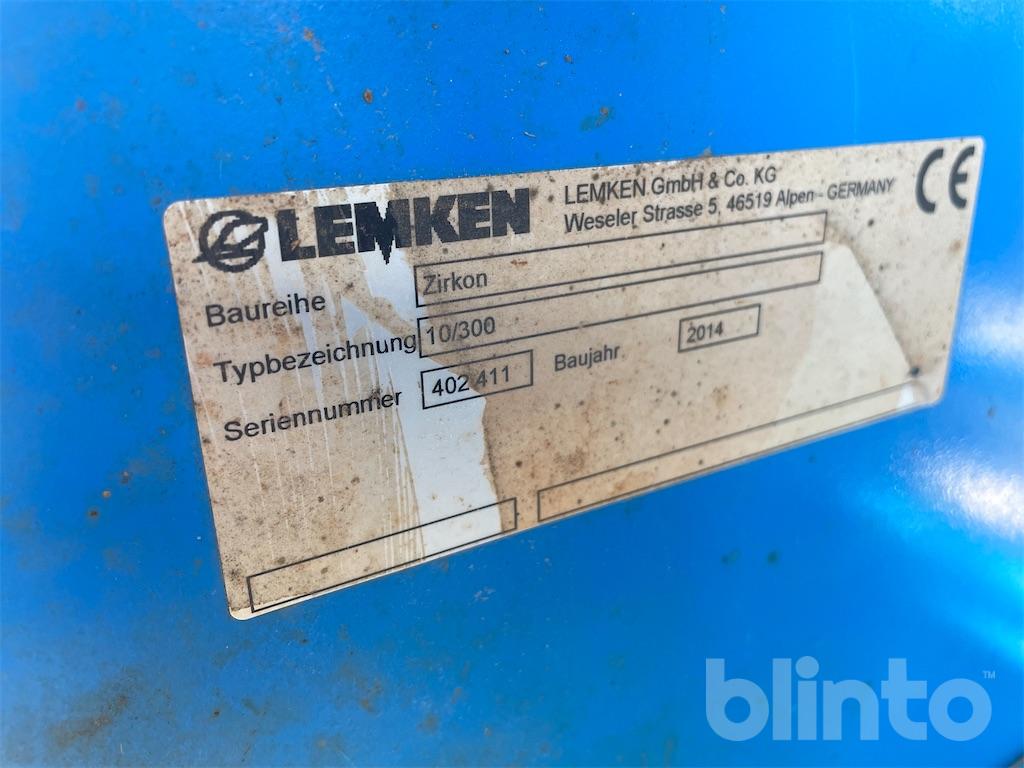 LEMKEN
LEMKEN GmbH & Co. KG
Weseler Strasse 5, 46519 Alpen - GERMANY
CE
Baureihe Zirkon
Typbezeichnung 10/300
Seriennummer 402 411 Baujahr 2014
blinto™